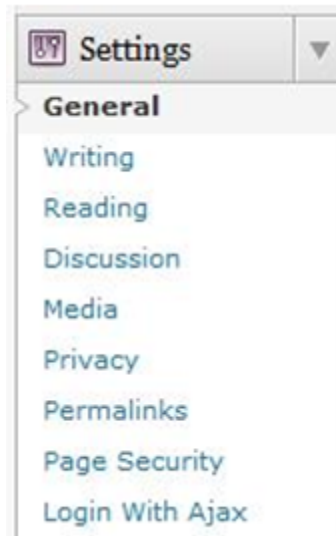 Settings
General
Writing
Reading
Discussion
Media
Privacy
Permalinks
Page Security
Login With Ajax